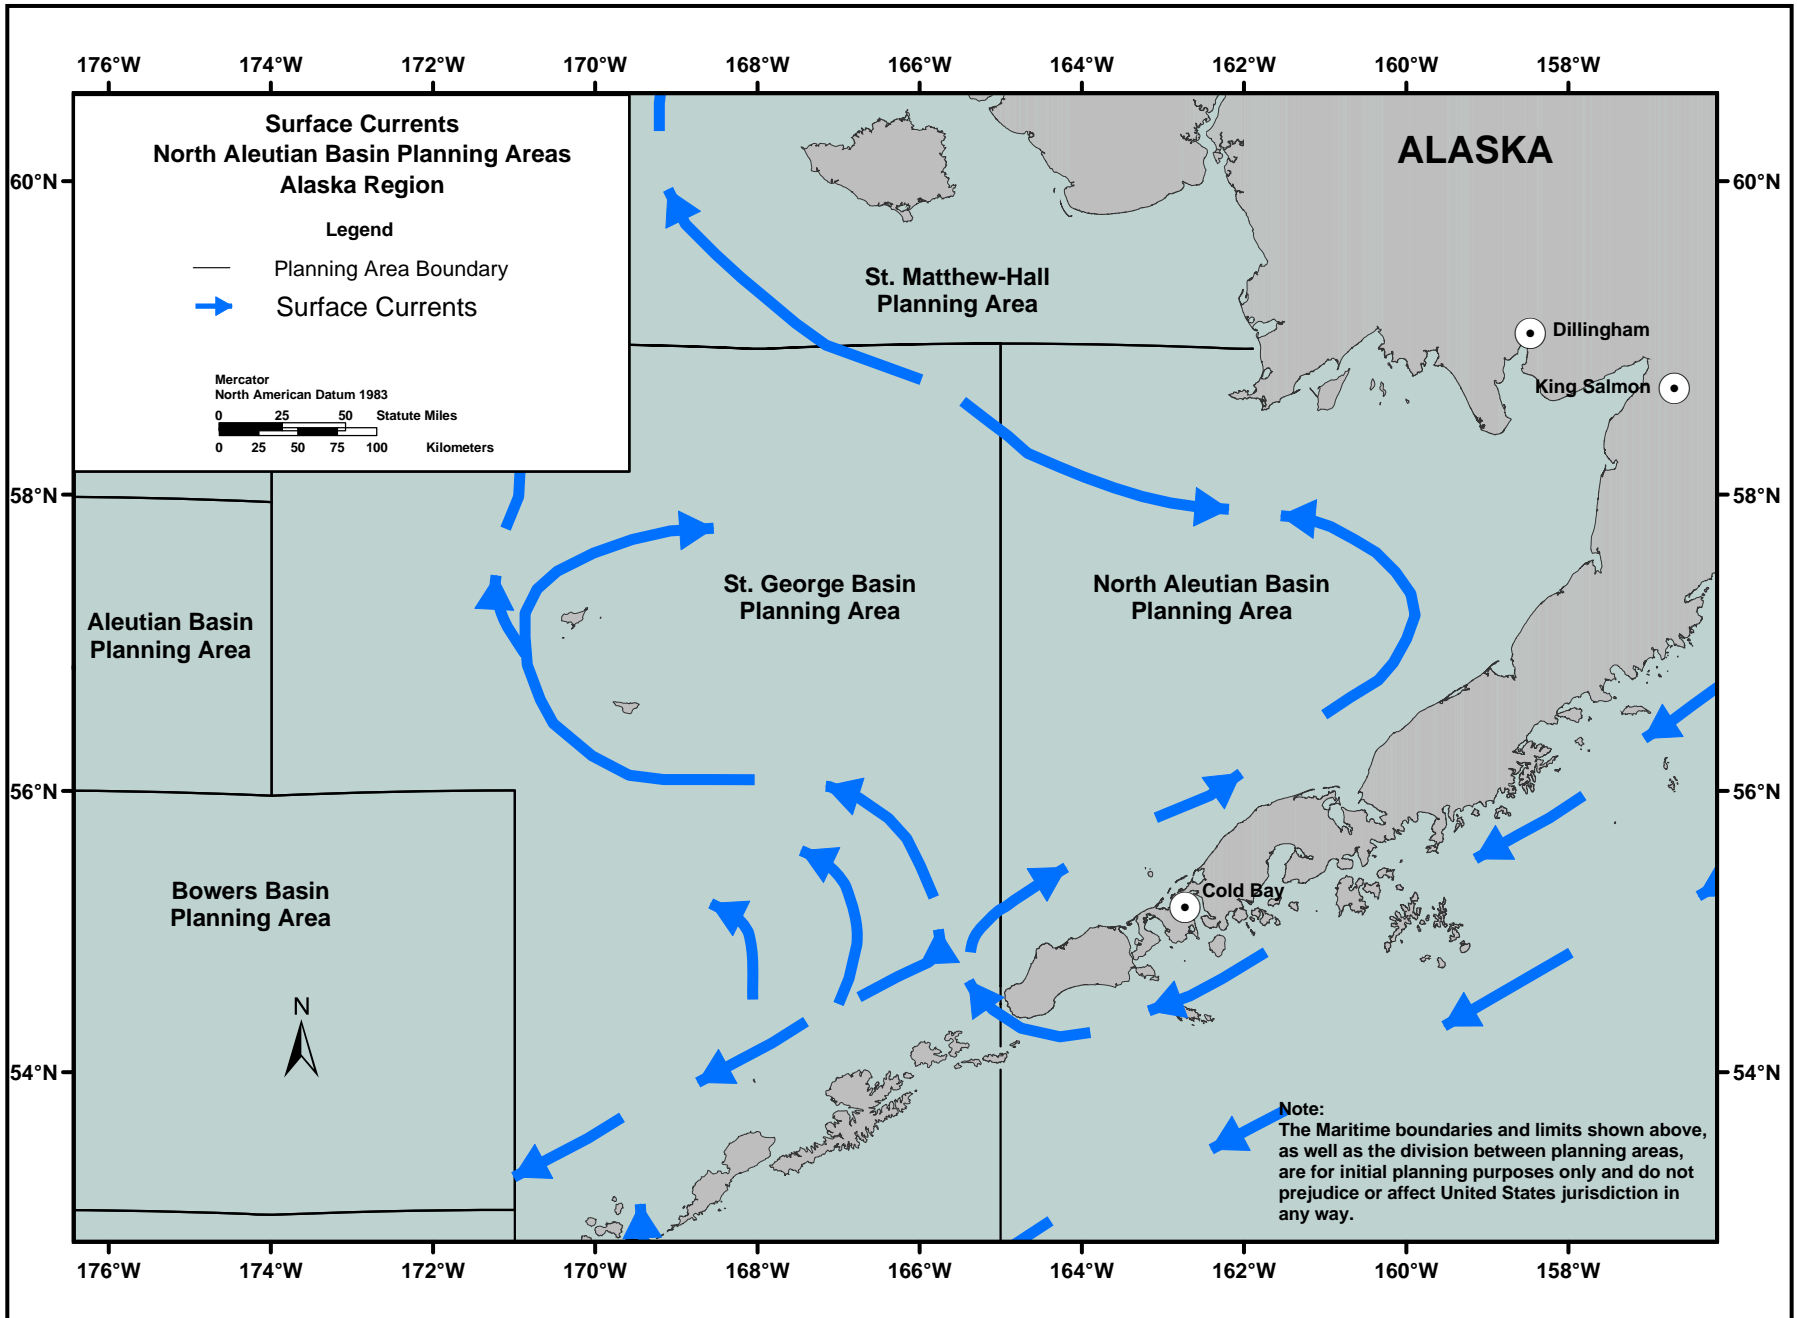 176°W 174°W 172°W 170°W 168°W 166°W 164°W 162°W 160°W 158°W
Surface Currents
North Aleutian Basin Planning Areas
Alaska Region
Legend
Planning Area Boundary
Surface Currents
Mercator
North American Datum 1983
0 25 50 Statute Miles
0 25 50 75 100 Kilometers
ALASKA
60°N 60°N
St. Matthew-Hall
Planning Area
Dillingham
King Salmon
58°N 58°N
Aleutian Basin
Planning Area
St. George Basin
Planning Area
North Aleutian Basin
Planning Area
56°N 56°N
Bowers Basin
Planning Area
Cold Bay
N
54°N 54°N
Note:
The Maritime boundaries and limits shown above,
as well as the division between planning areas,
are for initial planning purposes only and do not
prejudice or affect United States jurisdiction in
any way.
176°W 174°W 172°W 170°W 168°W 166°W 164°W 162°W 160°W 158°W